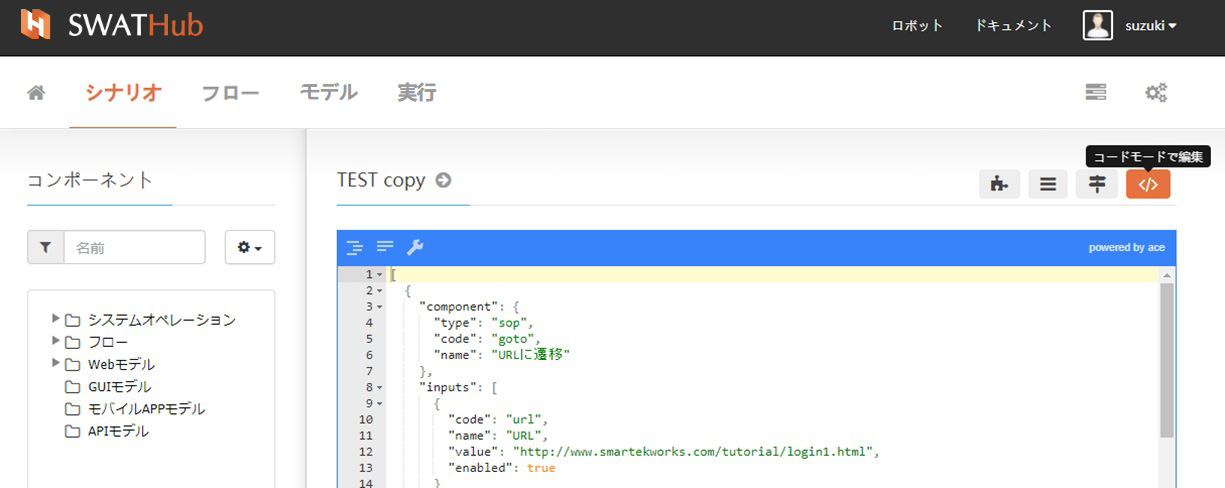 SWATHub
ロボット ドキュメント suzuki
シナリオ フロー モデル 実行
コードモードで編集
コンポーネント
TEST copy
</>
名前
powered by ace
システムオペレーション
フロー
Webモデル
GUIモデル
モバイルAPPモデル
APIモデル
1 [
2 {
3 "component": {
4 "type": "sop",
5 "code": "goto",
6 "name": "URLに遷移"
7 },
8 "inputs": [
9 {
10 "code": "url",
11 "name": "URL",
12 "value": "http://www.smartekworks.com/tutorial/login1.html",
13 "enabled": true
14 }